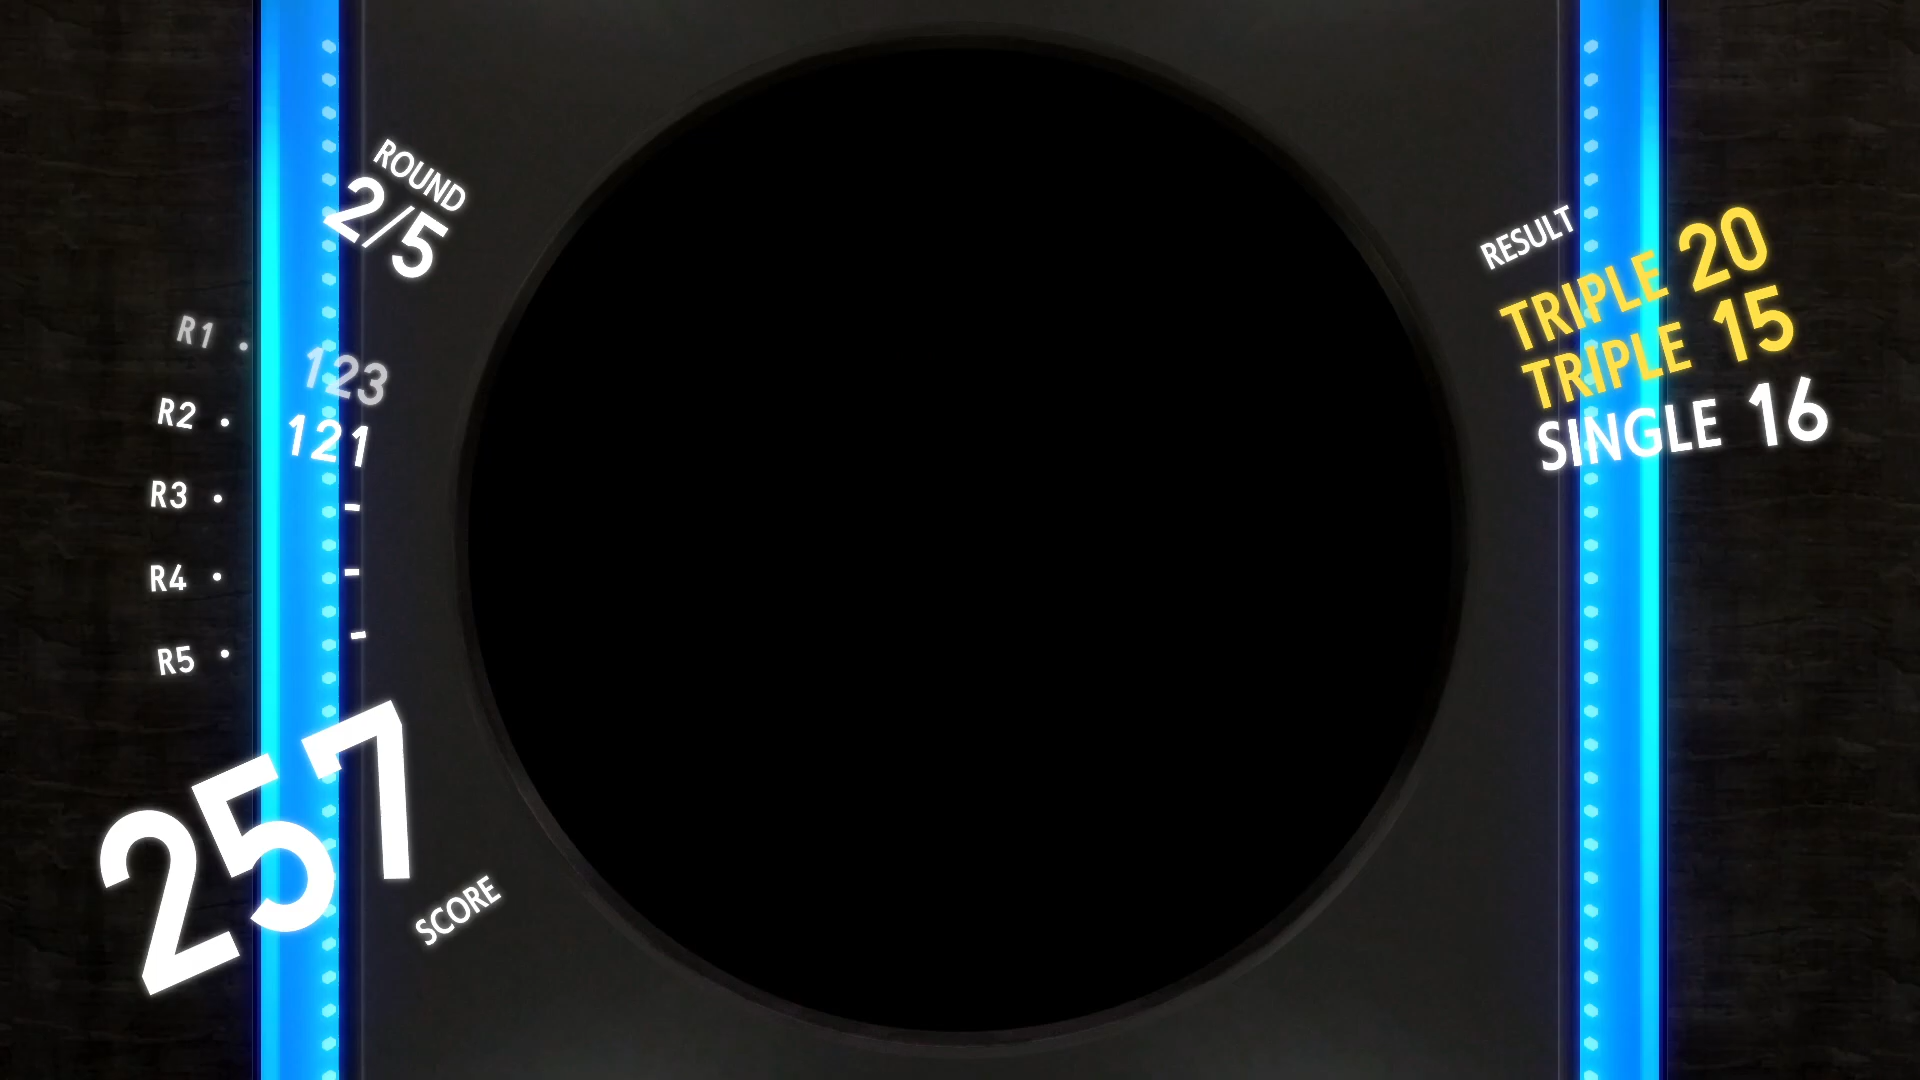 ROUND
2/5
R1 • 123
R2 • 121
R3 • -
R4 • -
R5 • -
257
SCORE
RESULT
TRIPLE 20
TRIPLE 15
SINGLE 16